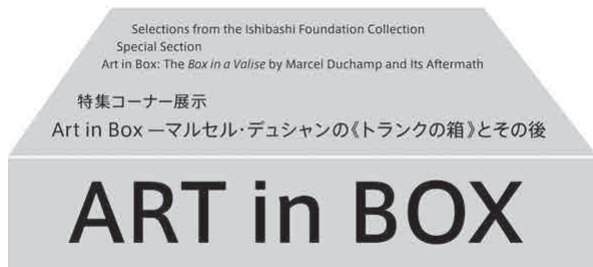 Selections from the Ishibashi Foundation Collection
Special Section
Art in Box: The Box in a Valise by Marcel Duchamp and Its Aftermath
特集コーナー展示
Art in Box —マルセル・デュシャンの《トランクの箱》とその後
ART in BOX